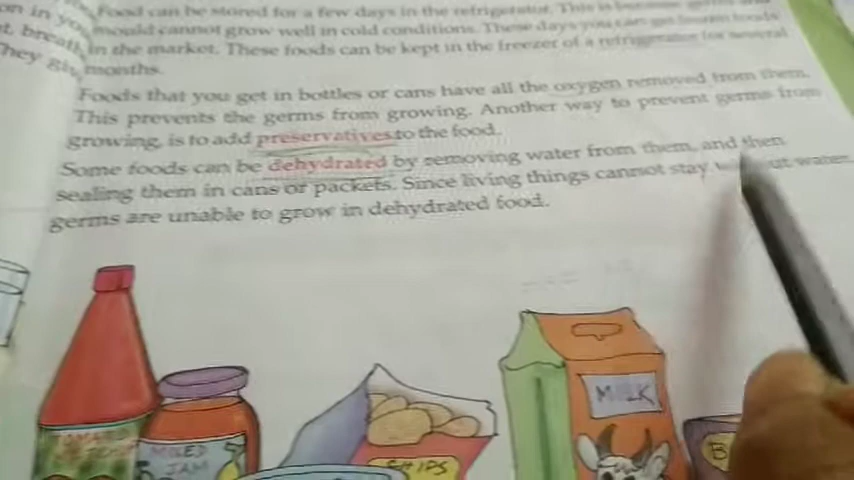 on in you
Food can be stored for a few days in the refrigerator. This is because germs and
mould cannot grow well in cold conditions. These days you can get frozen foods
in the market. These foods can be kept in the freezer of a refrigerator for several
months.
t, breath
They
Foods that you get in bottles or cans have all the oxygen removed from them.
This prevents the germs from growing. Another way to prevent germs from
growing, is to add preservatives to the food.
Some foods can be dehydrated by removing water from them, and then
sealing them in cans or packets. Since living things cannot stay water
germs are unable to grow in dehydrated food.
MILK
MIXED
JAM
CHIPS
B